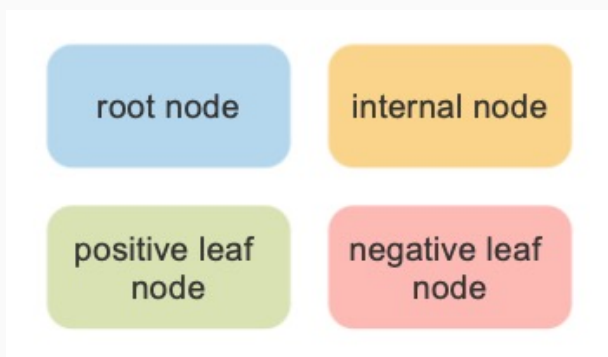 root node
internal node
positive leaf
node
negative leaf
node